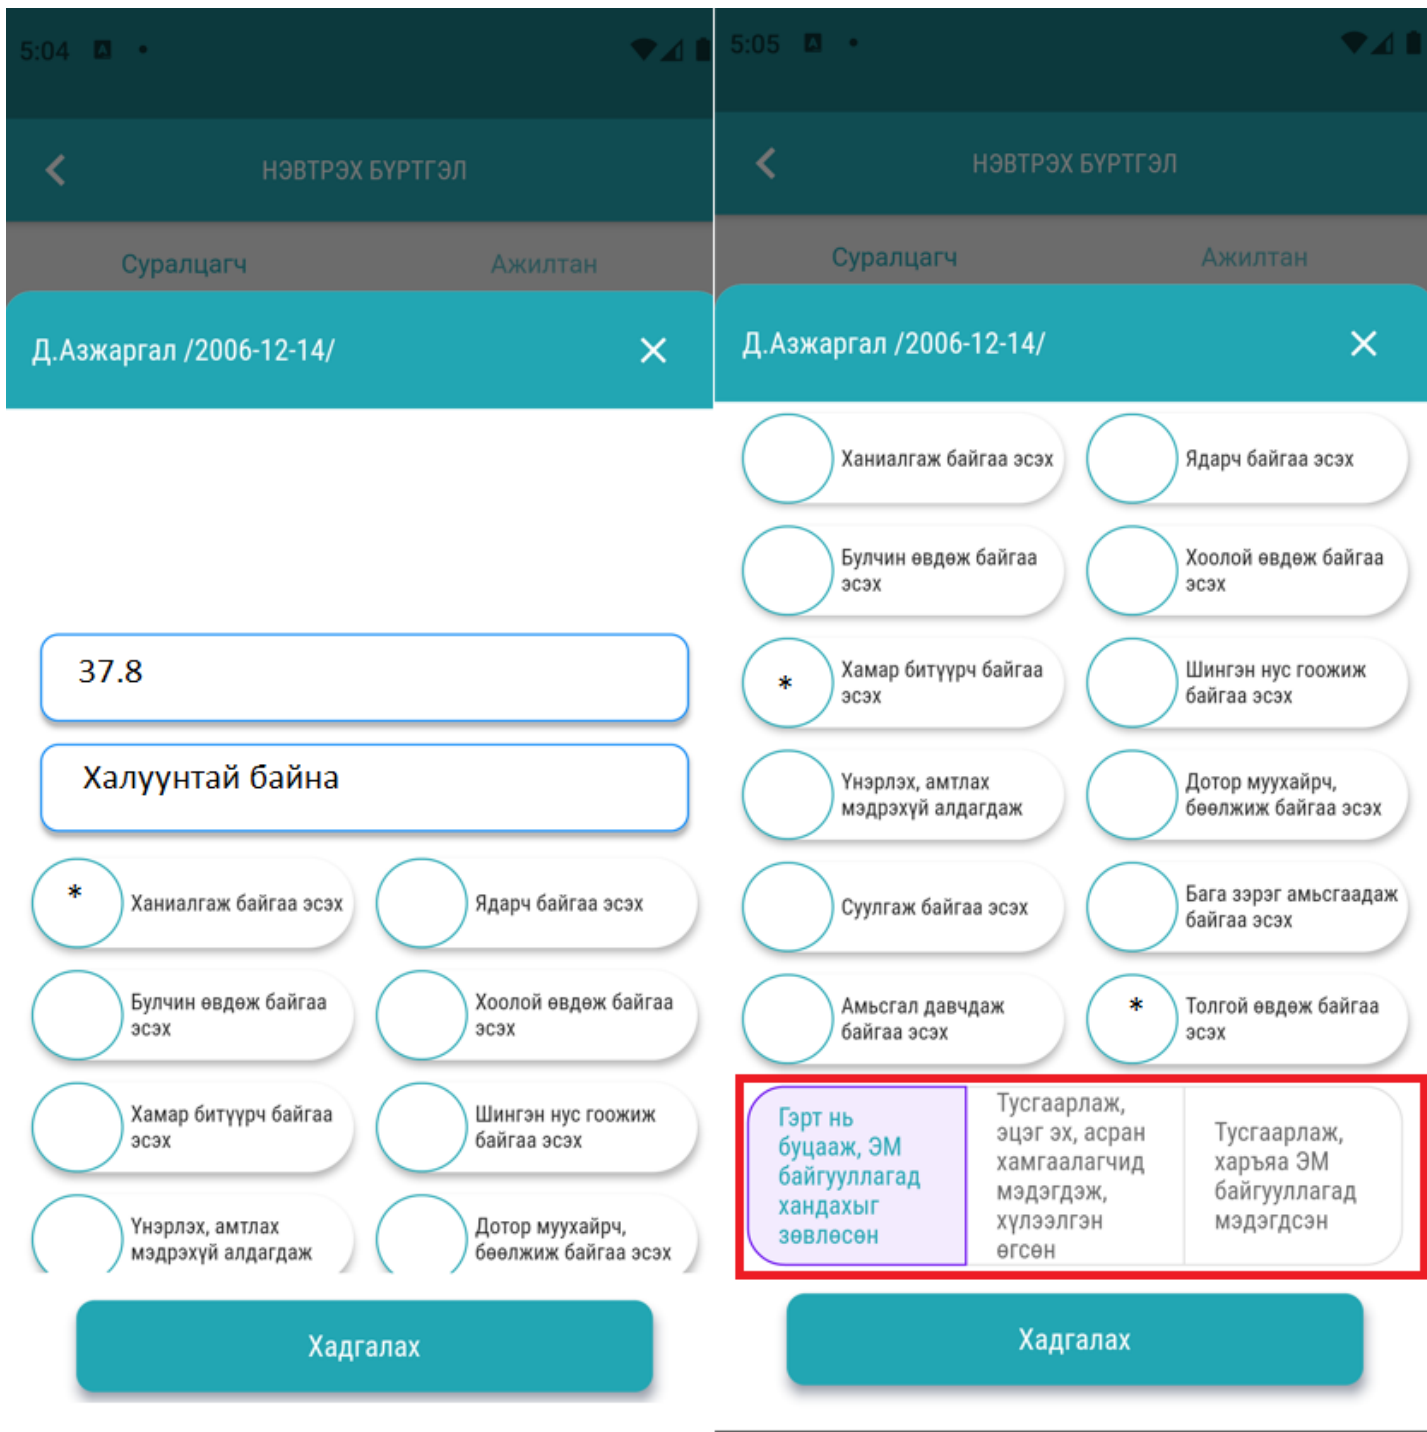 5:04
НЭВТРЭХ БҮРТГЭЛ
Суралцагч
Ажилтан
Д.Азжаргал /2006-12-14/
37.8
Халуунтай байна
*
Ханиалгаж байгаа эсэх
Ядарч байгаа эсэх
Булчин өвдөж байгаа
эсэх
Хоолой өвдөж байгаа
эсэх
Хамар битүүрч байгаа
эсэх
Шингэн нус гоожиж
байгаа эсэх
Үнэрлэх, амтлах
мэдрэхүй алдагдаж
Дотор муухайрч,
бөөлжиж байгаа эсэх
Хадгалах
5:05
НЭВТРЭХ БҮРТГЭЛ
Суралцагч
Ажилтан
Д.Азжаргал /2006-12-14/
Ханиалгаж байгаа эсэх
Ядарч байгаа эсэх
Булчин өвдөж байгаа
эсэх
Хоолой өвдөж байгаа
эсэх
*
Хамар битүүрч байгаа
эсэх
Шингэн нус гоожиж
байгаа эсэх
Үнэрлэх, амтлах
мэдрэхүй алдагдаж
Дотор муухайрч,
бөөлжиж байгаа эсэх
Суулгаж байгаа эсэх
Бага зэрэг амьсгаадаж
байгаа эсэх
Амьсгал давчдаж
байгаа эсэх
*
Толгой өвдөж байгаа
эсэх
Гэрт нь
буцааж, ЭМ
байгууллагад
хандахыг
зөвлөсөн
Тусгаарлаж,
эцэг эх, асран
хамгаалагчид
мэдэгдэж,
хүлээлгэн
өгсөн
Тусгаарлаж,
харъяа ЭМ
байгууллагад
мэдэгдсэн
Хадгалах